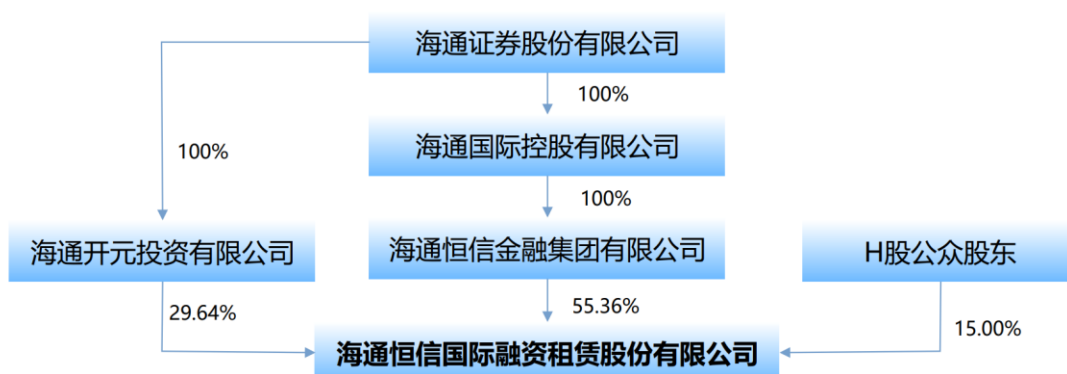 海通证券股份有限公司
100%
海通国际控股有限公司
100%
100%
海通开元投资有限公司
海通恒信金融集团有限公司
H股公众股东
29.64%
55.36%
15.00%
海通恒信国际融资租赁股份有限公司